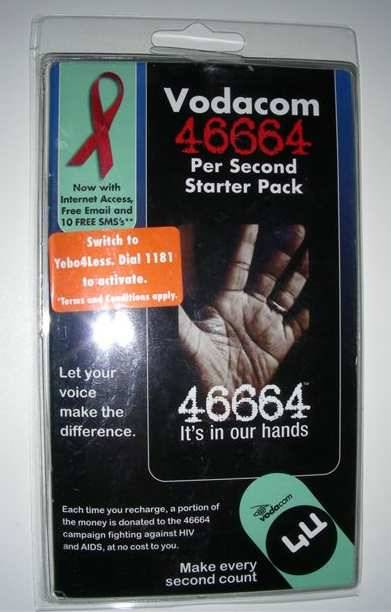 Vodacom
46664
Per Second
Starter Pack
Now with
Internet Access,
Free Email and
10 FREE SMS's**
Switch to
Yebo4Less. Dial 1181
to activate.
*Terms and Conditions apply.
46664™
It's in our hands
Let your
voice
make the
difference.
Each time you recharge, a portion of
the money is donated to the 46664
campaign fighting against HIV
and AIDS, at no cost to you.
vodacom
4U
Make every
second count